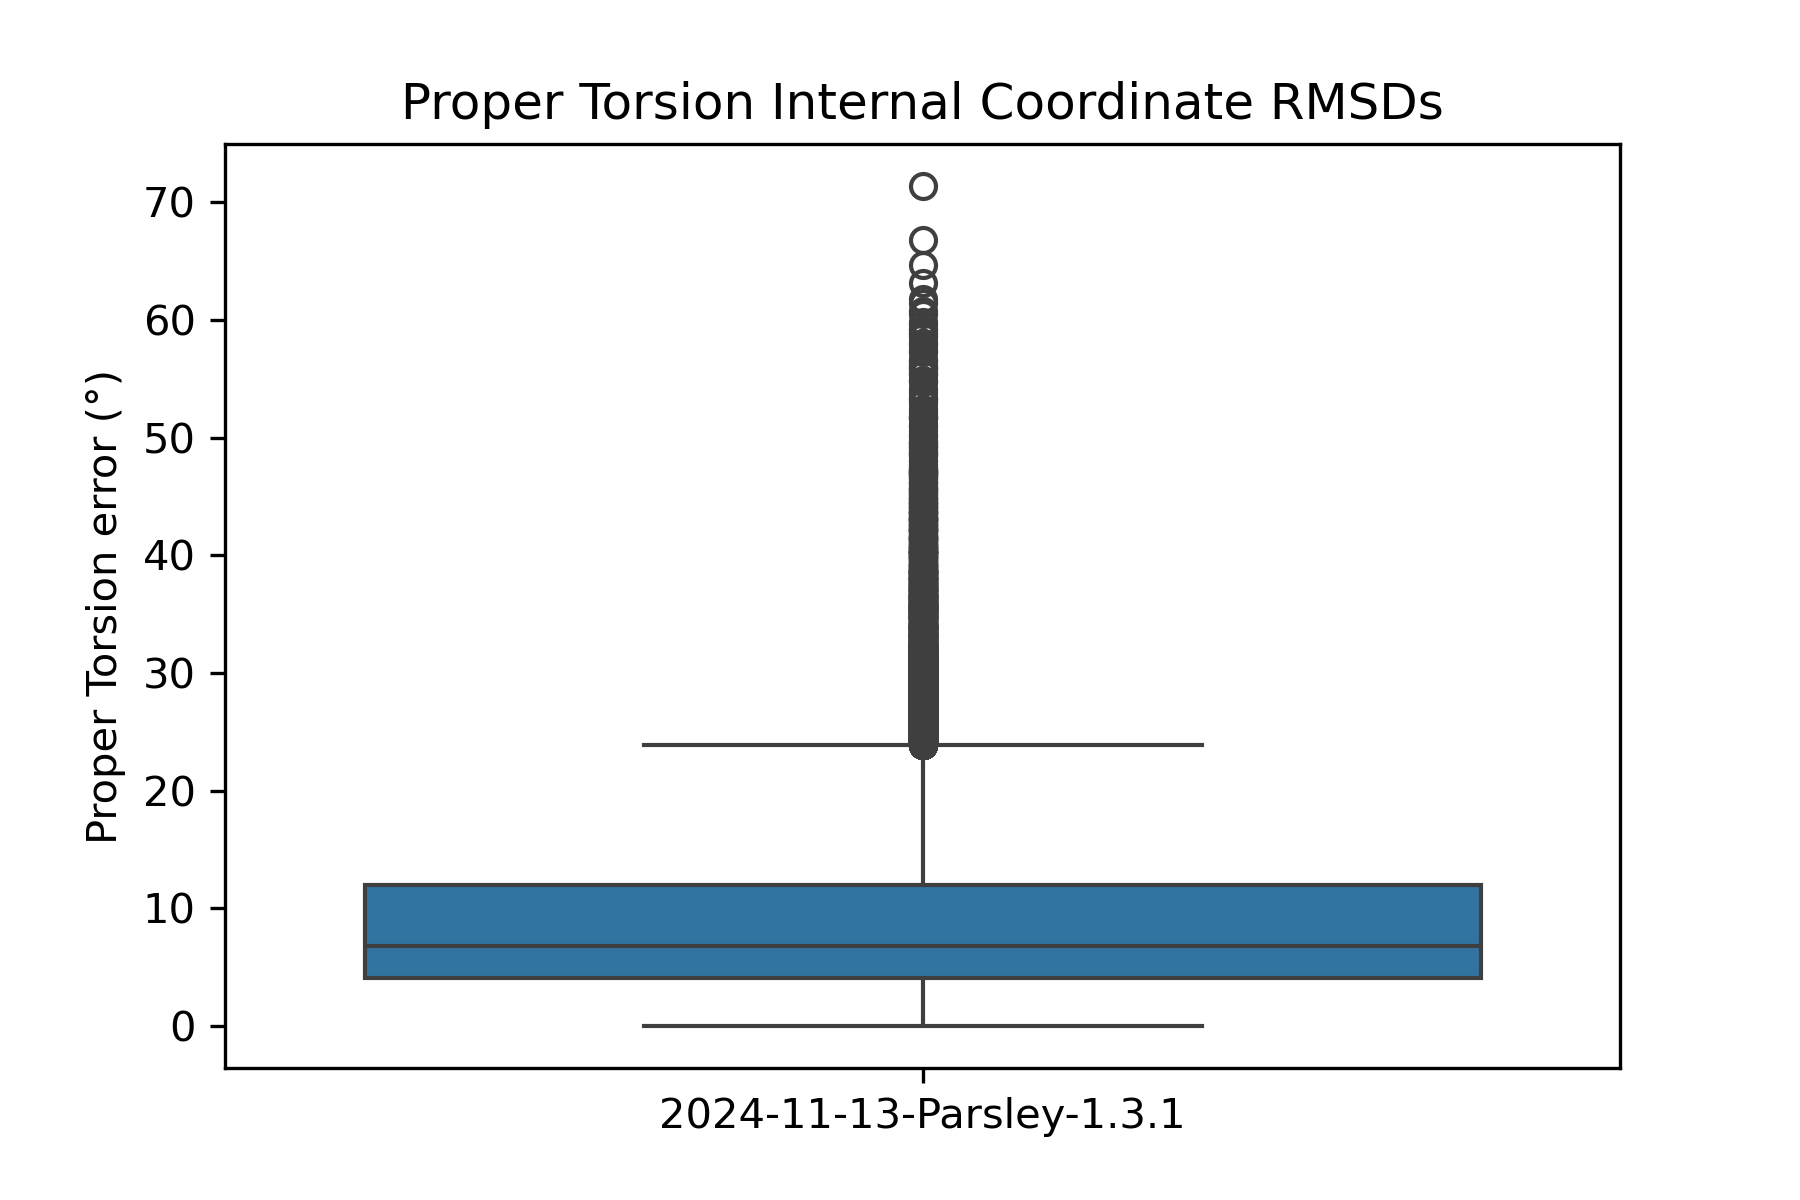 Proper Torsion Internal Coordinate RMSDs
Proper Torsion error (°)
70
60
50
40
30
20
10
0
2024-11-13-Parsley-1.3.1